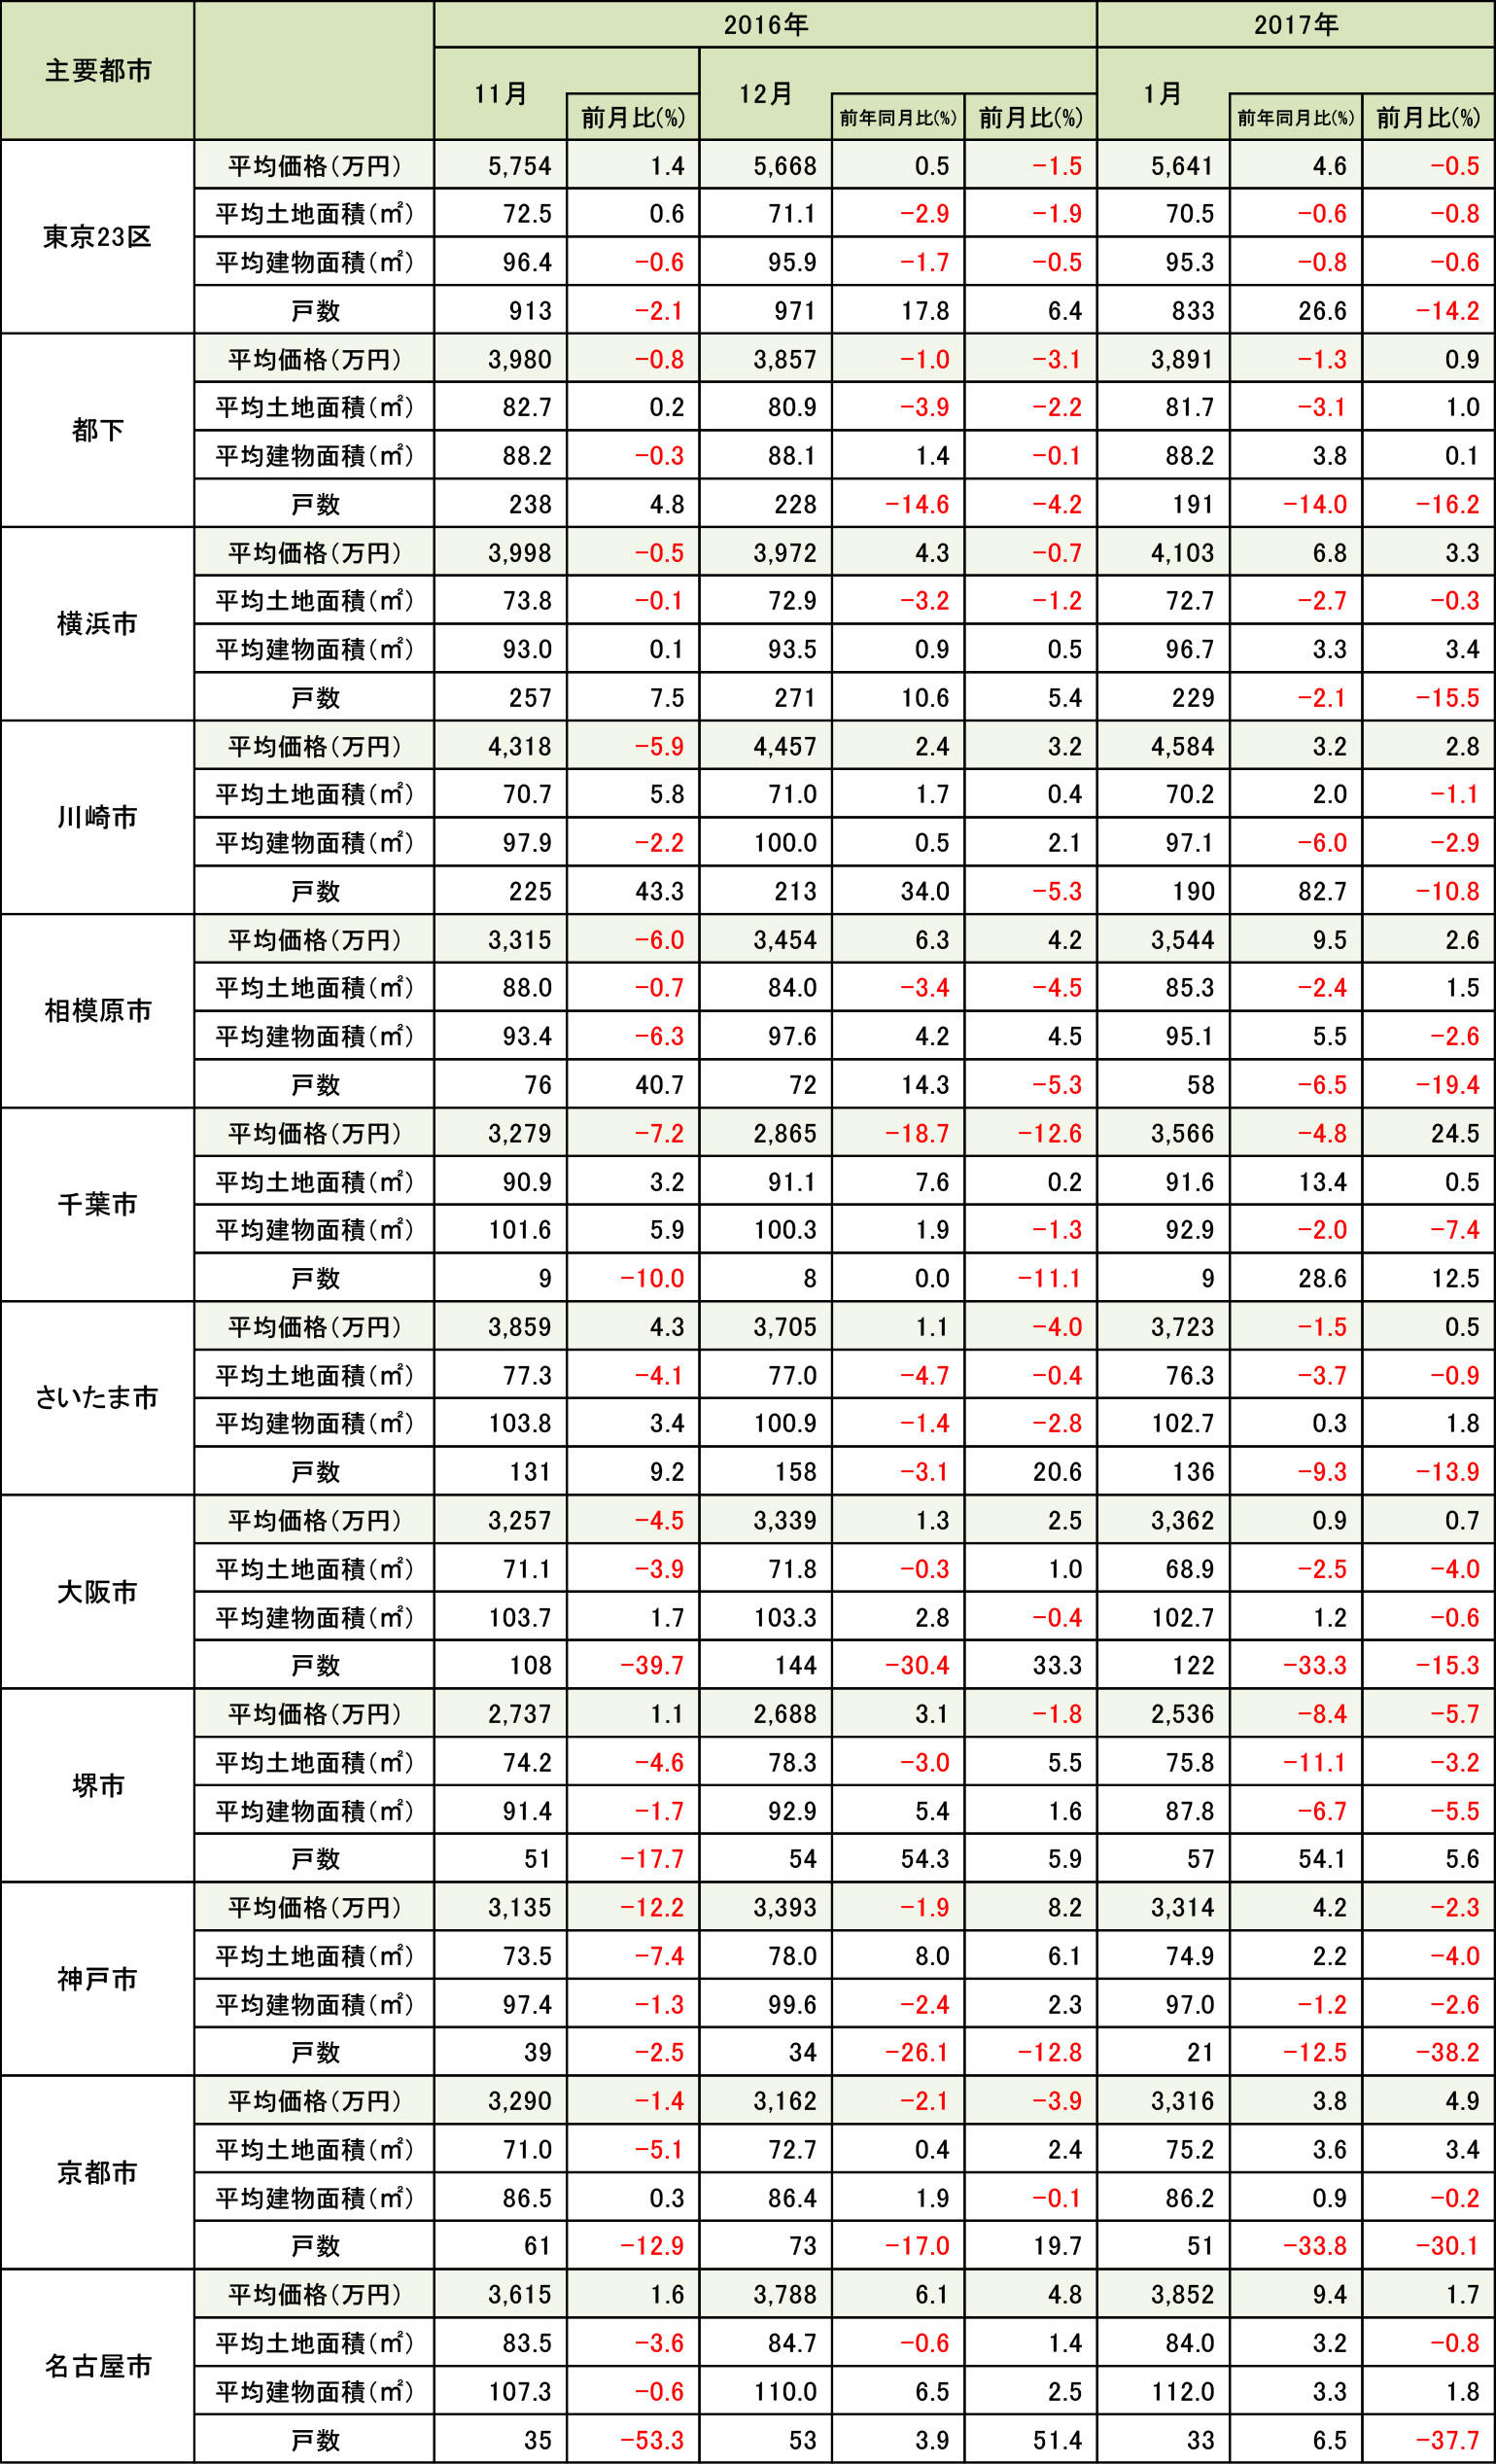 主要都市 2016年 2017年
11月 12月 1月
前月比(%) 前年同月比(%) 前月比(%) 前年同月比(%) 前月比(%)
東京23区
平均価格(万円) 5,754 1.4 5,668 0.5 −1.5 5,641 4.6 −0.5
平均土地面積(㎡) 72.5 0.6 71.1 −2.9 −1.9 70.5 −0.6 −0.8
平均建物面積(㎡) 96.4 −0.6 95.9 −1.7 −0.5 95.3 −0.8 −0.6
戸数 913 −2.1 971 17.8 6.4 833 26.6 −14.2
都下
平均価格(万円) 3,980 −0.8 3,857 −1.0 −3.1 3,891 −1.3 0.9
平均土地面積(㎡) 82.7 0.2 80.9 −3.9 −2.2 81.7 −3.1 1.0
平均建物面積(㎡) 88.2 −0.3 88.1 1.4 −0.1 88.2 3.8 0.1
戸数 238 4.8 228 −14.6 −4.2 191 −14.0 −16.2
横浜市
平均価格(万円) 3,998 −0.5 3,972 4.3 −0.7 4,103 6.8 3.3
平均土地面積(㎡) 73.8 −0.1 72.9 −3.2 −1.2 72.7 −2.7 −0.3
平均建物面積(㎡) 93.0 0.1 93.5 0.9 0.5 96.7 3.3 3.4
戸数 257 7.5 271 10.6 5.4 229 −2.1 −15.5
川崎市
平均価格(万円) 4,318 −5.9 4,457 2.4 3.2 4,584 3.2 2.8
平均土地面積(㎡) 70.7 5.8 71.0 1.7 0.4 70.2 2.0 −1.1
平均建物面積(㎡) 97.9 −2.2 100.0 0.5 2.1 97.1 −6.0 −2.9
戸数 225 43.3 213 34.0 −5.3 190 82.7 −10.8
相模原市
平均価格(万円) 3,315 −6.0 3,454 6.3 4.2 3,544 9.5 2.6
平均土地面積(㎡) 88.0 −0.7 84.0 −3.4 −4.5 85.3 −2.4 1.5
平均建物面積(㎡) 93.4 −6.3 97.6 4.2 4.5 95.1 5.5 −2.6
戸数 76 40.7 72 14.3 −5.3 58 −6.5 −19.4
千葉市
平均価格(万円) 3,279 −7.2 2,865 −18.7 −12.6 3,566 −4.8 24.5
平均土地面積(㎡) 90.9 3.2 91.1 7.6 0.2 91.6 13.4 0.5
平均建物面積(㎡) 101.6 5.9 100.3 1.9 −1.3 92.9 −2.0 −7.4
戸数 9 −10.0 8 0.0 −11.1 9 28.6 12.5
さいたま市
平均価格(万円) 3,859 4.3 3,705 1.1 −4.0 3,723 −1.5 0.5
平均土地面積(㎡) 77.3 −4.1 77.0 −4.7 −0.4 76.3 −3.7 −0.9
平均建物面積(㎡) 103.8 3.4 100.9 −1.4 −2.8 102.7 0.3 1.8
戸数 131 9.2 158 −3.1 20.6 136 −9.3 −13.9
大阪市
平均価格(万円) 3,257 −4.5 3,339 1.3 2.5 3,362 0.9 0.7
平均土地面積(㎡) 71.1 −3.9 71.8 −0.3 1.0 68.9 −2.5 −4.0
平均建物面積(㎡) 103.7 1.7 103.3 2.8 −0.4 102.7 1.2 −0.6
戸数 108 −39.7 144 −30.4 33.3 122 −33.3 −15.3
堺市
平均価格(万円) 2,737 1.1 2,688 3.1 −1.8 2,536 −8.4 −5.7
平均土地面積(㎡) 74.2 −4.6 78.3 −3.0 5.5 75.8 −11.1 −3.2
平均建物面積(㎡) 91.4 −1.7 92.9 5.4 1.6 87.8 −6.7 −5.5
戸数 51 −17.7 54 54.3 5.9 57 54.1 5.6
神戸市
平均価格(万円) 3,135 −12.2 3,393 −1.9 8.2 3,314 4.2 −2.3
平均土地面積(㎡) 73.5 −7.4 78.0 8.0 6.1 74.9 2.2 −4.0
平均建物面積(㎡) 97.4 −1.3 99.6 −2.4 2.3 97.0 −1.2 −2.6
戸数 39 −2.5 34 −26.1 −12.8 21 −12.5 −38.2
京都市
平均価格(万円) 3,290 −1.4 3,162 −2.1 −3.9 3,316 3.8 4.9
平均土地面積(㎡) 71.0 −5.1 72.7 0.4 2.4 75.2 3.6 3.4
平均建物面積(㎡) 86.5 0.3 86.4 1.9 −0.1 86.2 0.9 −0.2
戸数 61 −12.9 73 −17.0 19.7 51 −33.8 −30.1
名古屋市
平均価格(万円) 3,615 1.6 3,788 6.1 4.8 3,852 9.4 1.7
平均土地面積(㎡) 83.5 −3.6 84.7 −0.6 1.4 84.0 3.2 −0.8
平均建物面積(㎡) 107.3 −0.6 110.0 6.5 2.5 112.0 3.3 1.8
戸数 35 −53.3 53 3.9 51.4 33 6.5 −37.7